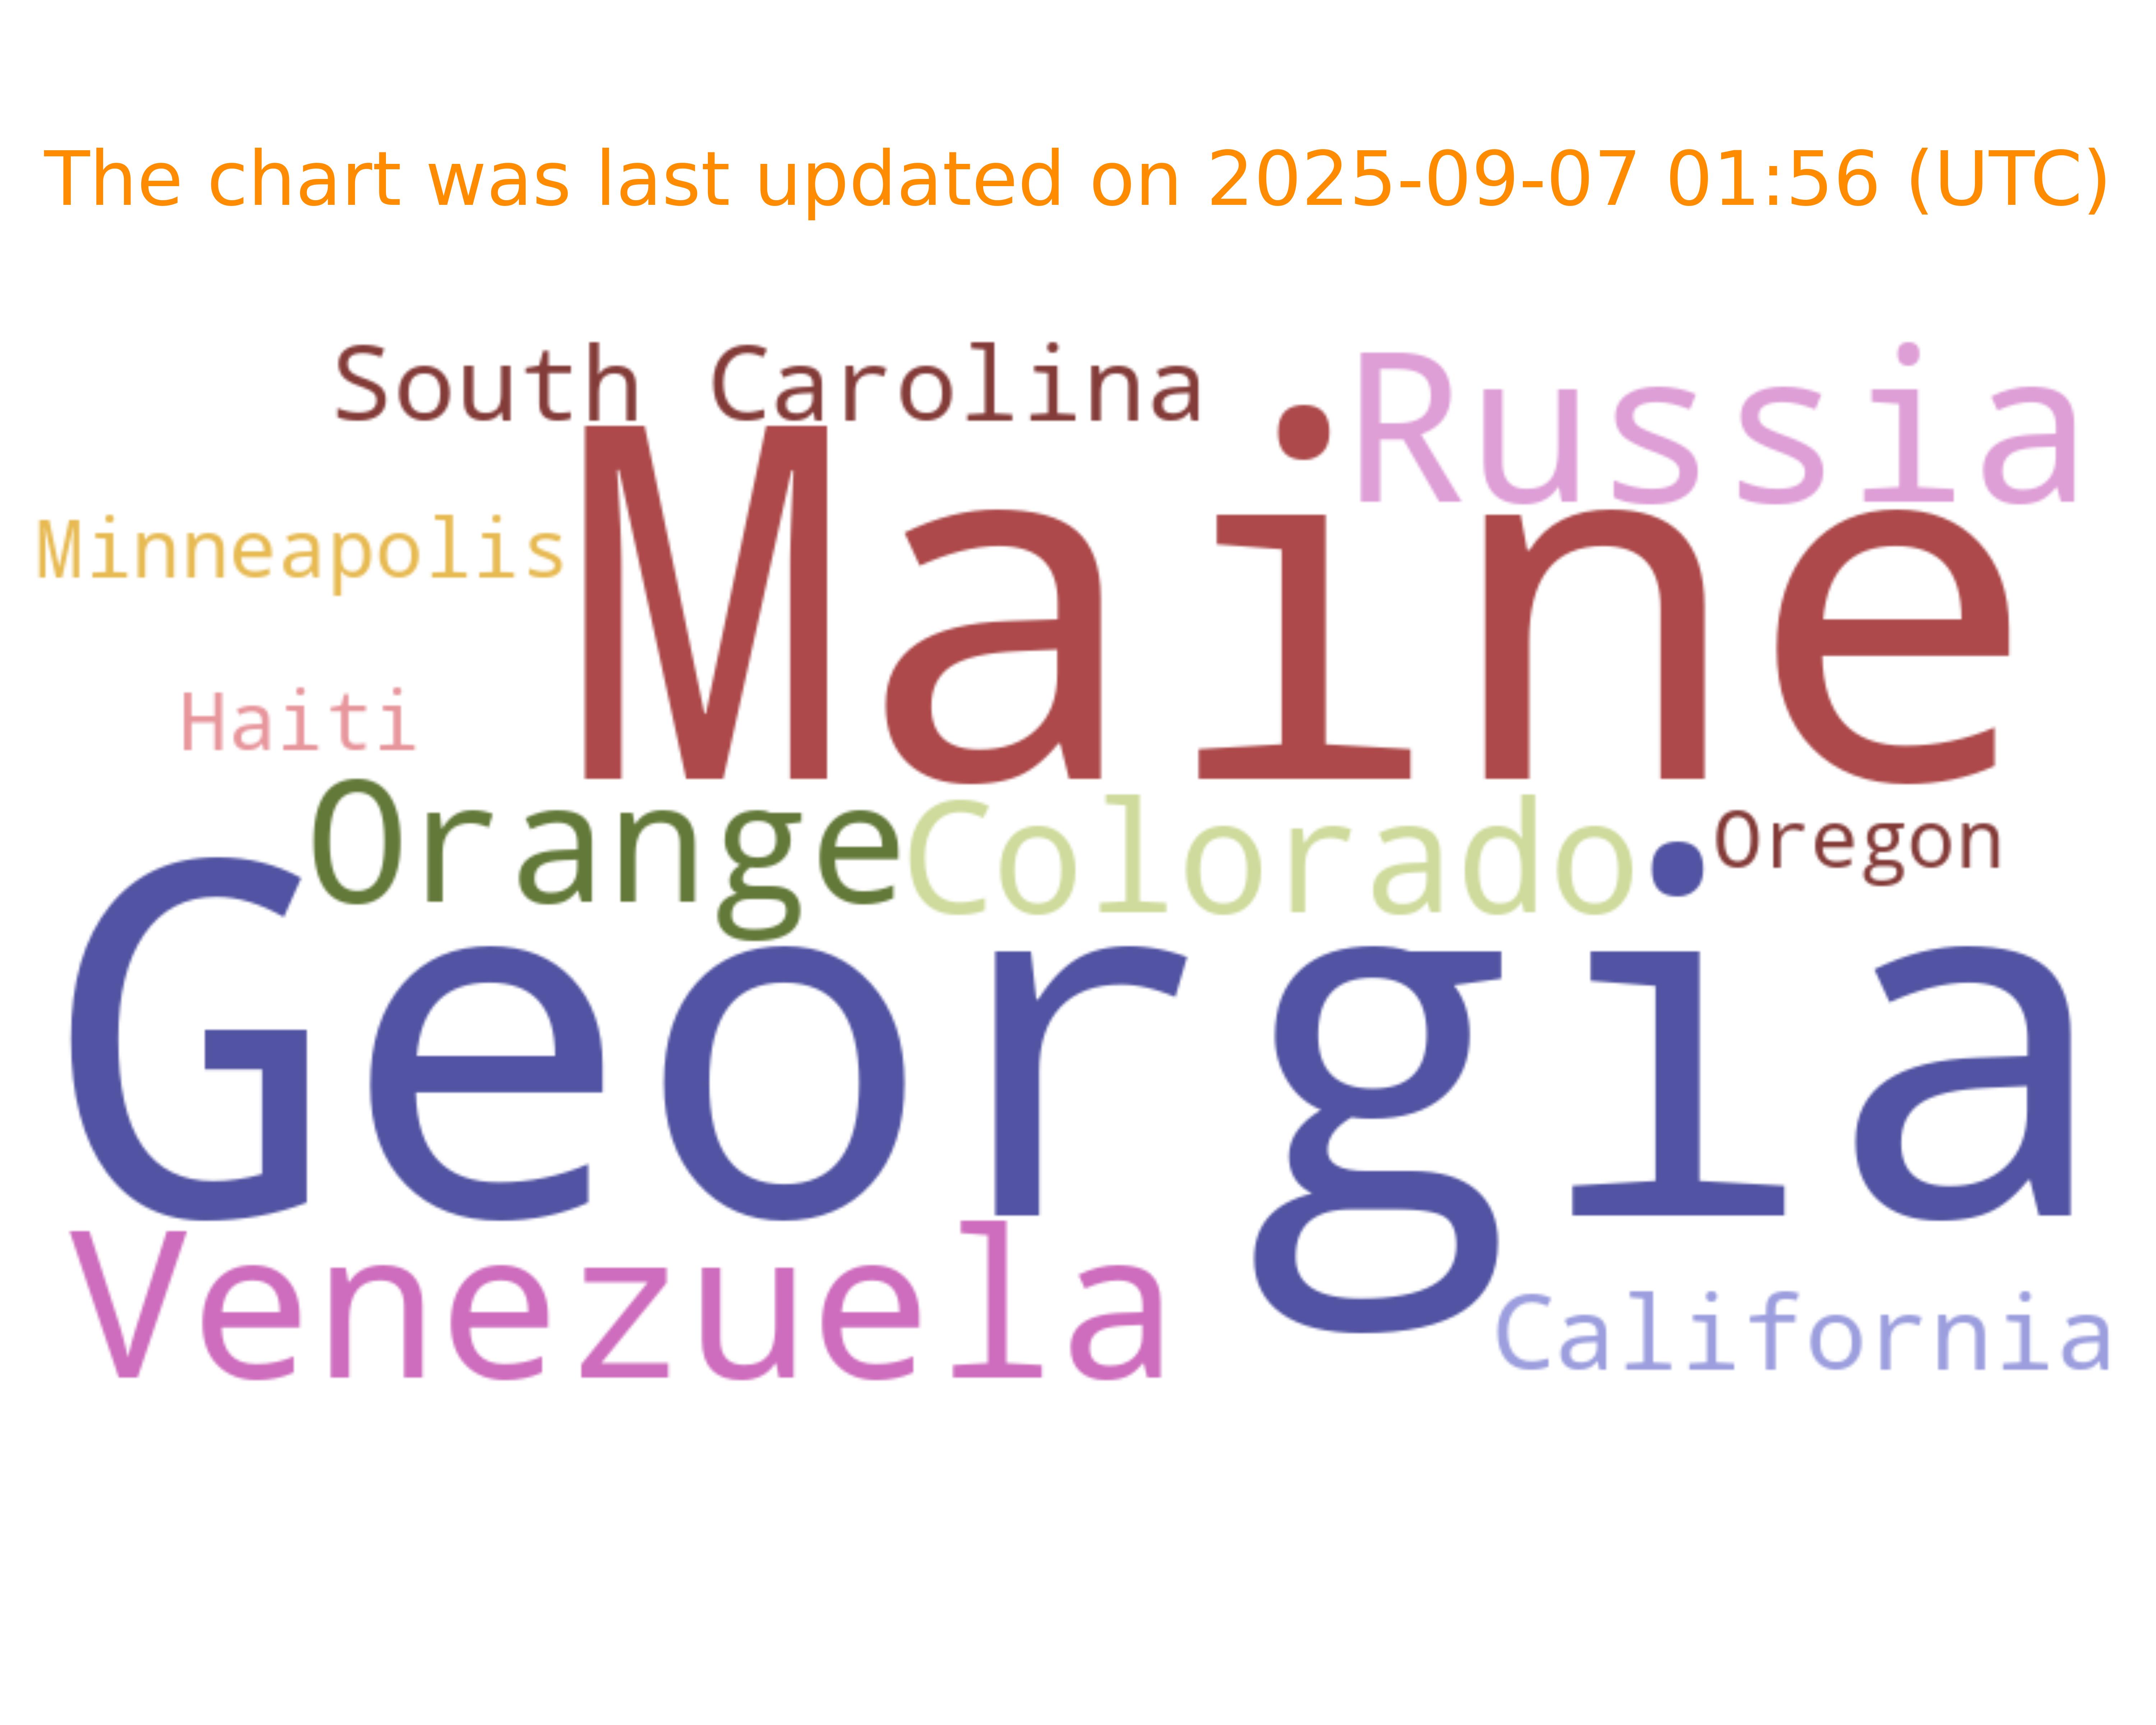 The chart was last updated on 2025-09-07 01:56 (UTC)
South Carolina
Russia
Maine
Minneapolis
Haiti
Orange
Colorado
Oregon
Georgia
Venezuela
California